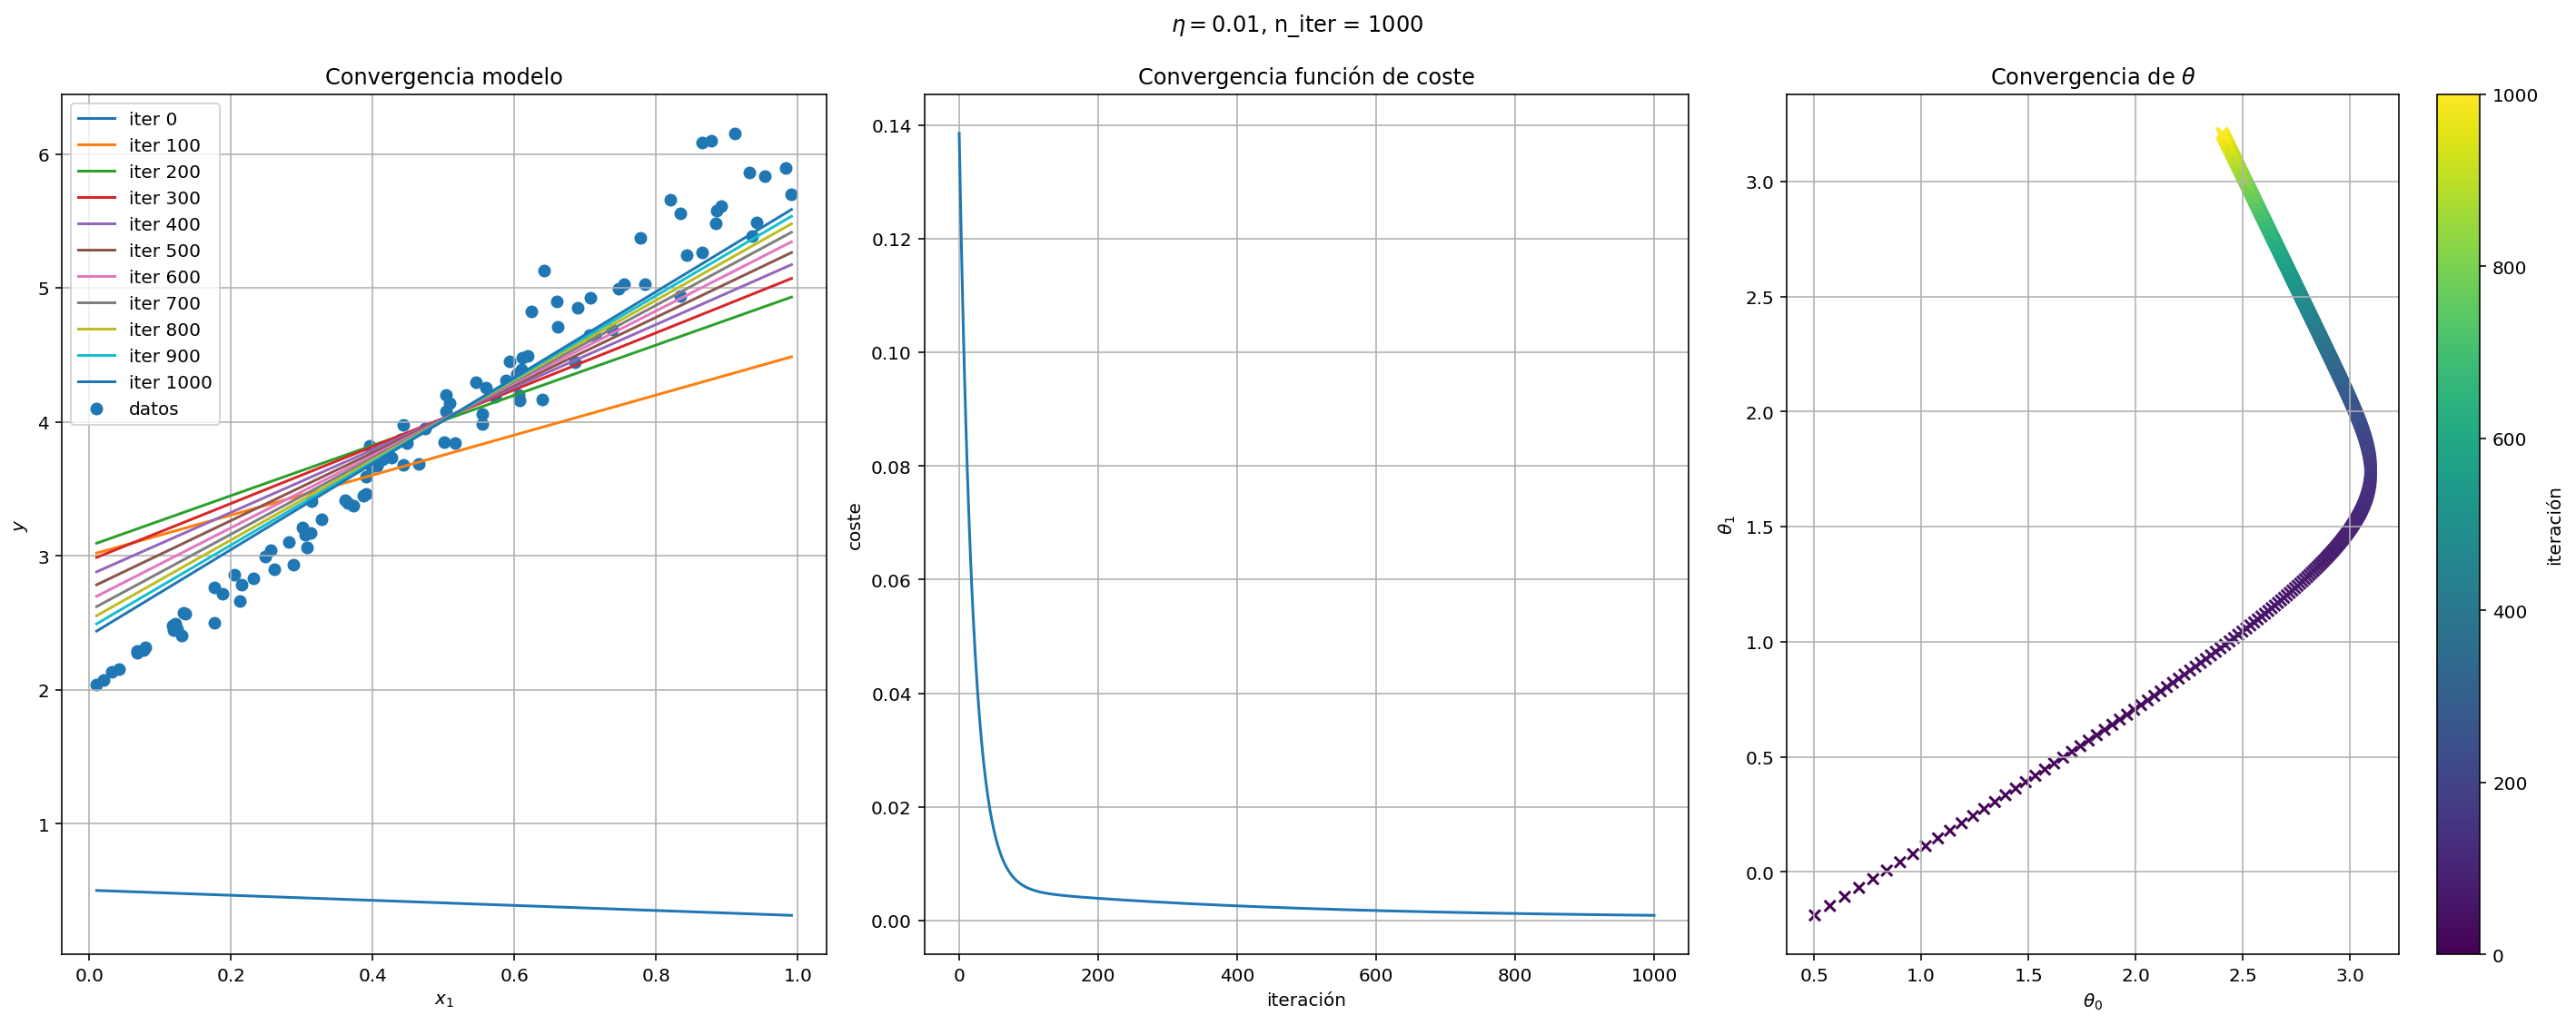 η = 0.01, n_iter = 1000
Convergencia modelo
iter 0
iter 100
iter 200
iter 300
iter 400
iter 500
iter 600
iter 700
iter 800
iter 900
iter 1000
datos
6
5
4
3
2
1
y
0.0 0.2 0.4 0.6 0.8 1.0
x₁
Convergencia función de coste
0.14
0.12
0.10
0.08
0.06
0.04
0.02
0.00
coste
0 200 400 600 800 1000
iteración
Convergencia de θ
3.0
2.5
2.0
1.5
1.0
0.5
0.0
θ₁
0.5 1.0 1.5 2.0 2.5 3.0
θ₀
1000
800
600
400
200
0
iteración